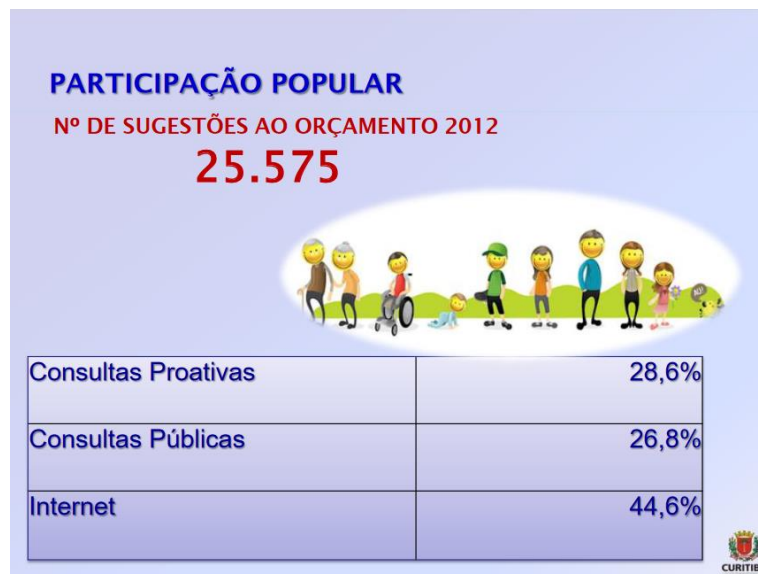 PARTICIPAÇÃO POPULAR
Nº DE SUGESTÕES AO ORÇAMENTO 2012
25.575
Consultas Proativas 28,6%
Consultas Públicas 26,8%
Internet 44,6%